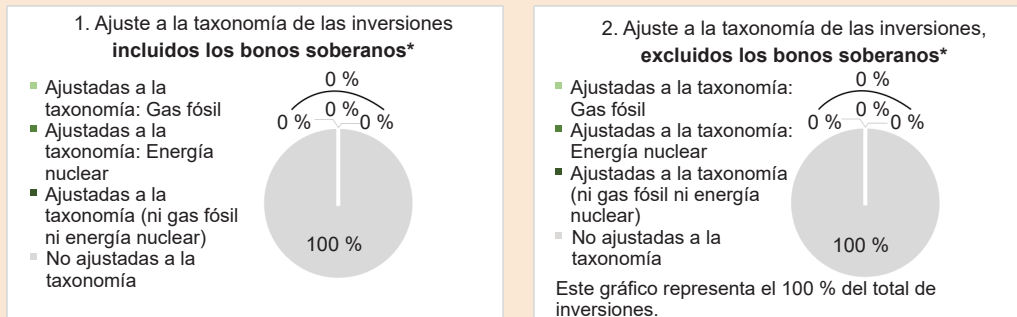 1. Ajuste a la taxonomía de las inversiones
incluidos los bonos soberanos*
Ajustadas a la
taxonomía: Gas fósil
Ajustadas a la
taxonomía: Energía
nuclear
Ajustadas a la
taxonomía (ni gas fósil
ni energía nuclear)
No ajustadas a la
taxonomía
0 %
0 %
0 %
0 %
100 %
2. Ajuste a la taxonomía de las inversiones,
excluidos los bonos soberanos*
Ajustadas a la taxonomía:
Gas fósil
Ajustadas a la taxonomía:
Energía nuclear
Ajustadas a la taxonomía
(ni gas fósil ni energía
nuclear)
No ajustadas a la
taxonomía
0 %
0 %
0 %
0 %
100 %
Este gráfico representa el 100 % del total de
inversiones.